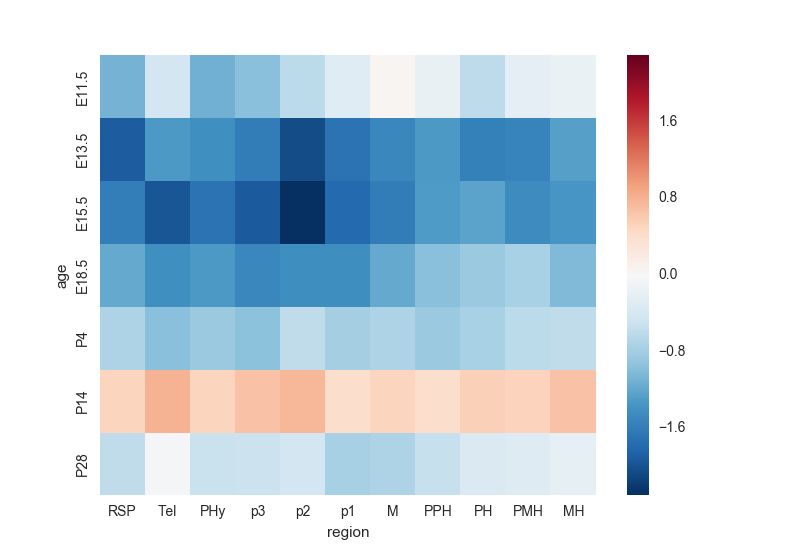 E11.5
E13.5
E15.5
E18.5
P4
P14
P28
age
RSP Tel PHy p3 p2 p1 M PPH PH PMH MH
region
1.6
0.8
0.0
−0.8
−1.6